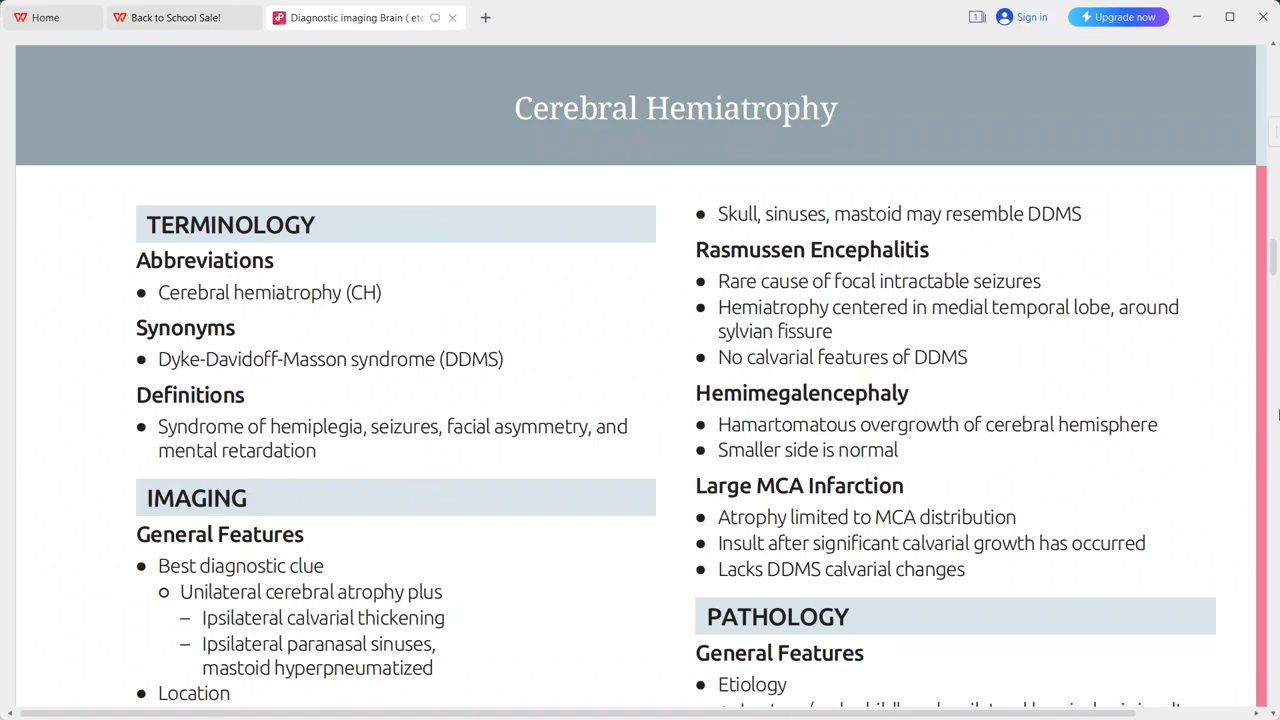 Home
Back to School Sale!
Diagnostic imaging Brain ( etc
1
Sign in
Upgrade now
Cerebral Hemiatrophy
TERMINOLOGY
Abbreviations
● Cerebral hemiatrophy (CH)
Synonyms
● Dyke-Davidoff-Masson syndrome (DDMS)
Definitions
● Syndrome of hemiplegia, seizures, facial asymmetry, and
mental retardation
IMAGING
General Features
● Best diagnostic clue
○ Unilateral cerebral atrophy plus
– Ipsilateral calvarial thickening
– Ipsilateral paranasal sinuses,
mastoid hyperpneumatized
● Location
● Skull, sinuses, mastoid may resemble DDMS
Rasmussen Encephalitis
● Rare cause of focal intractable seizures
● Hemiatrophy centered in medial temporal lobe, around
sylvian fissure
● No calvarial features of DDMS
Hemimegalencephaly
● Hamartomatous overgrowth of cerebral hemisphere
● Smaller side is normal
Large MCA Infarction
● Atrophy limited to MCA distribution
● Insult after significant calvarial growth has occurred
● Lacks DDMS calvarial changes
PATHOLOGY
General Features
● Etiology